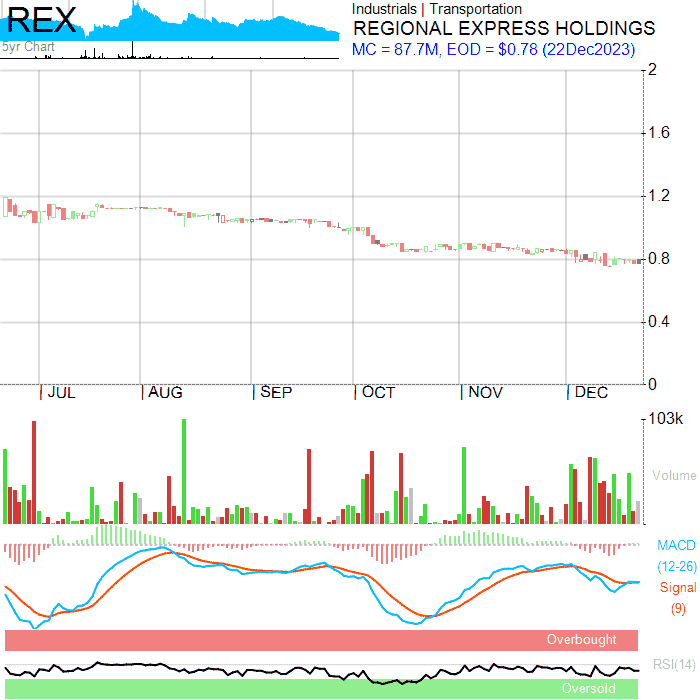 REX
5yr Chart
Industrials | Transportation
REGIONAL EXPRESS HOLDINGS
MC = 87.7M, EOD = $0.78 (22Dec2023)
2
1.6
1.2
0.8
0.4
0
JUL AUG SEP OCT NOV DEC
103k
Volume
MACD
(12-26)
Signal
(9)
Overbought
RSI(14)
Oversold